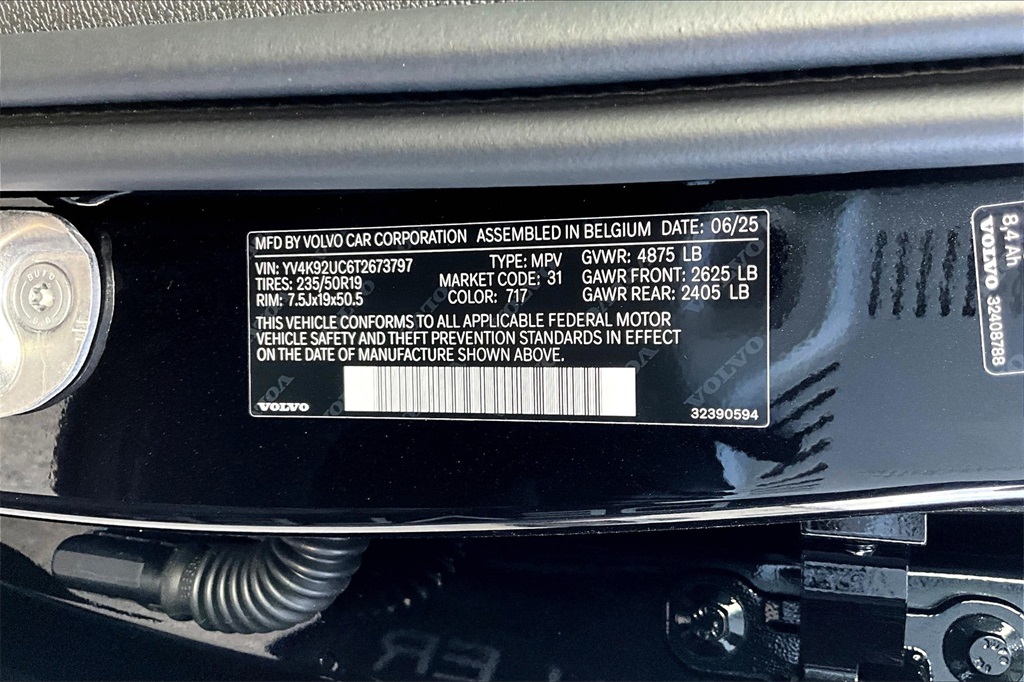 MFD BY VOLVO CAR CORPORATION ASSEMBLED IN BELGIUM DATE: 06/25
VIN: YV4K92UC6T2673797 TYPE: MPV GVWR: 4875 LB
TIRES: 235/50R19 MARKET CODE: 31 GAWR FRONT: 2625 LB
RIM: 7.5Jx19x50.5 COLOR: 717 GAWR REAR: 2405 LB
THIS VEHICLE CONFORMS TO ALL APPLICABLE FEDERAL MOTOR
VEHICLE SAFETY AND THEFT PREVENTION STANDARDS IN EFFECT
ON THE DATE OF MANUFACTURE SHOWN ABOVE.
VOLVO
32390594
8,4 Ah
VOLVO 32408788